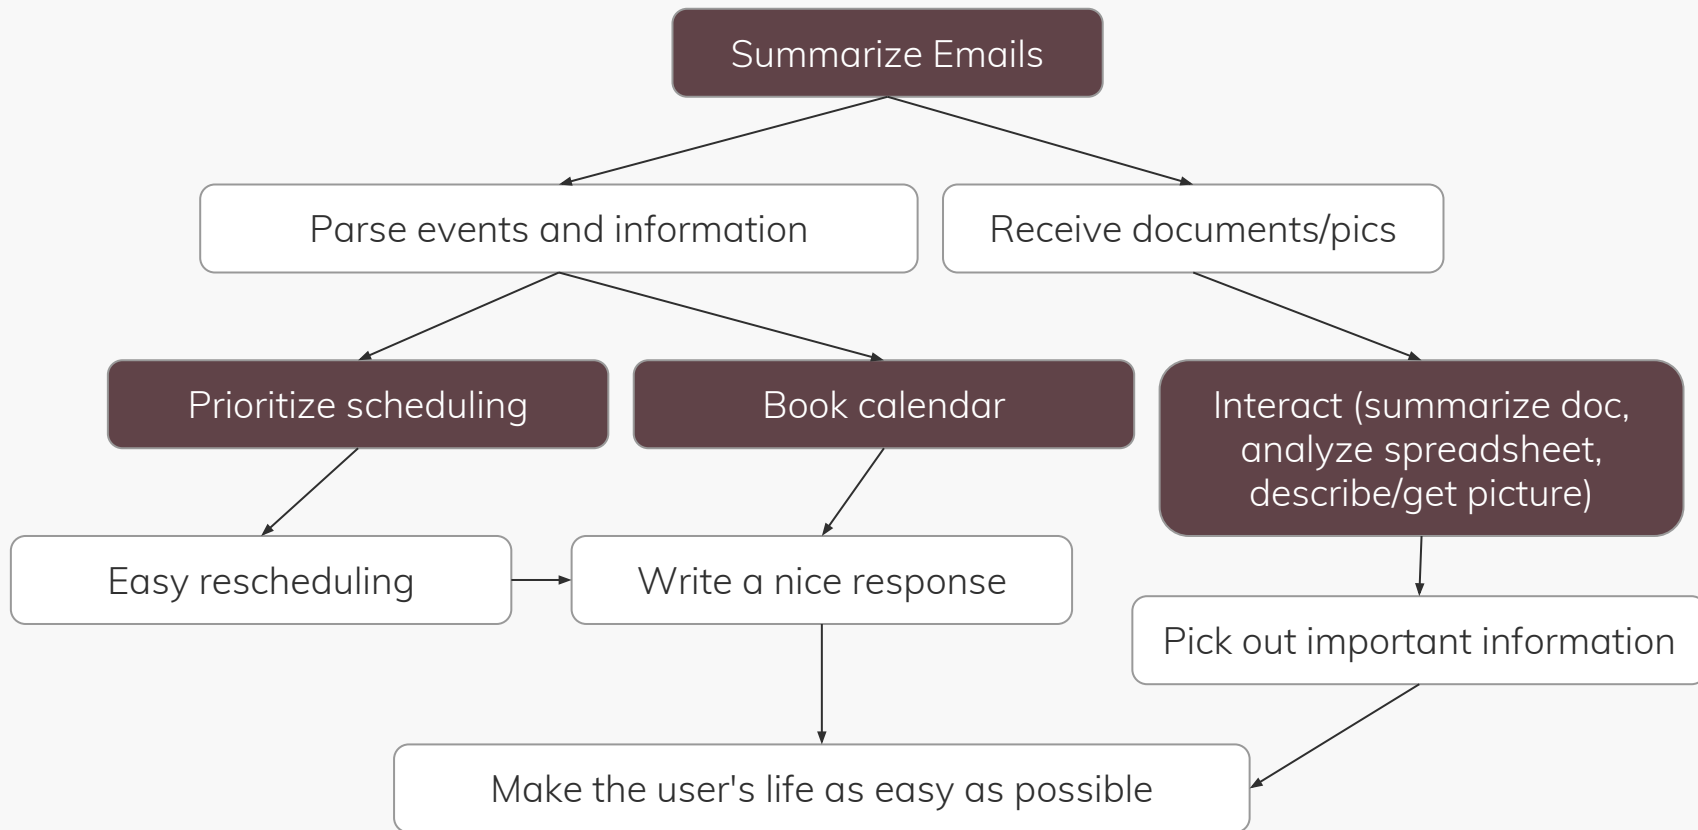 Summarize Emails
Parse events and information
Receive documents/pics
Prioritize scheduling
Book calendar
Interact (summarize doc,
analyze spreadsheet,
describe/get picture)
Easy rescheduling
Write a nice response
Pick out important information
Make the user's life as easy as possible